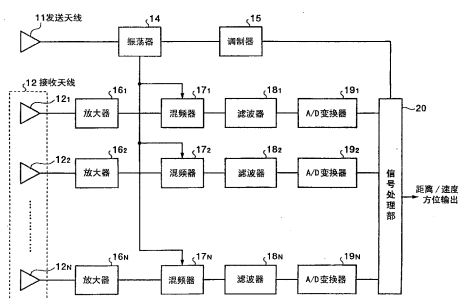 11发送天线
14
振荡器
15
调制器
12接收天线
12₁
16₁
放大器
17₁
混频器
18₁
滤波器
19₁
A/D变换器
20
12₂
16₂
放大器
17₂
混频器
18₂
滤波器
19₂
A/D变换器
信号处理部
距离/速度
方位输出
12N
16N
放大器
17N
混频器
18N
滤波器
19N
A/D变换器